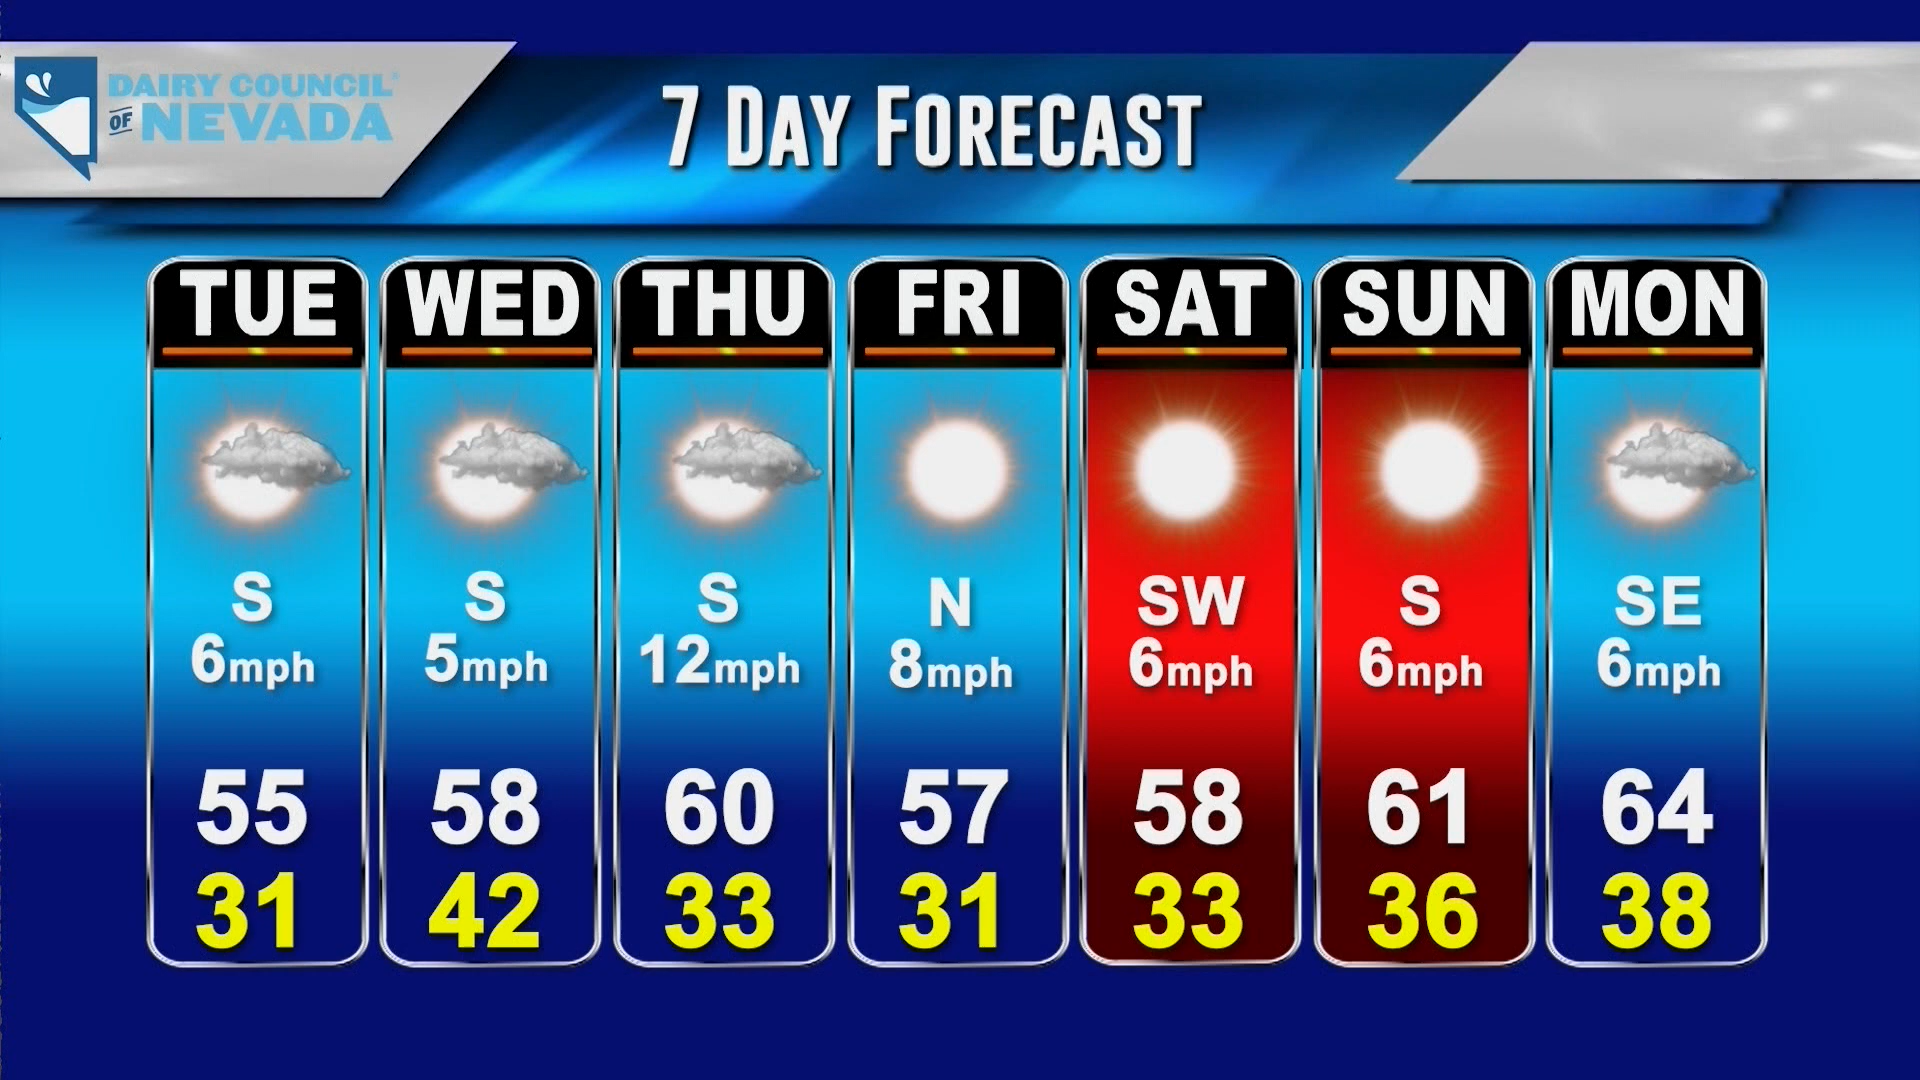 DAIRY COUNCIL®
OF NEVADA
7 DAY FORECAST
TUE
S
6mph
55
31
WED
S
5mph
58
42
THU
S
12mph
60
33
FRI
N
8mph
57
31
SAT
SW
6mph
58
33
SUN
S
6mph
61
36
MON
SE
6mph
64
38